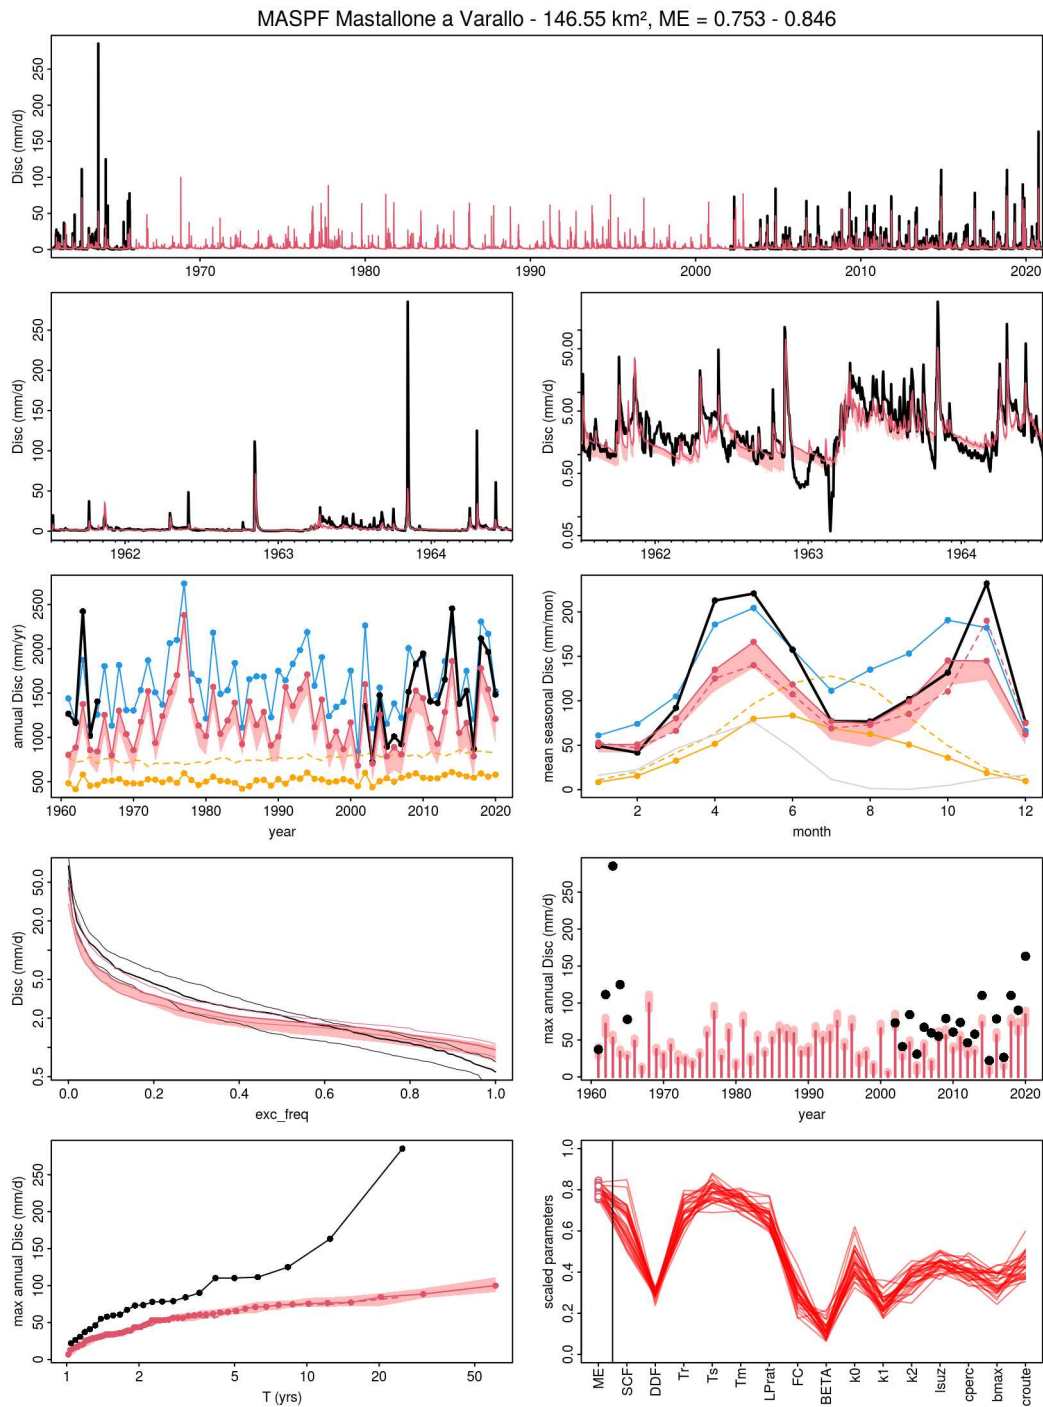 MASPF Mastallone a Varallo - 146.55 km², ME = 0.753 - 0.846
Disc (mm/d)
0 50 100 150 200 250
1970 1980 1990 2000 2010 2020
Disc (mm/d)
0 50 100 150 200 250
1962 1963 1964
Disc (mm/d)
0.05 0.50 5.00 50.00
1962 1963 1964
annual Disc (mm/yr)
500 1000 1500 2000 2500
1960 1970 1980 1990 2000 2010 2020
year
mean seasonal Disc (mm/mon)
0 50 100 150 200
2 4 6 8 10 12
month
Disc (mm/d)
0.5 2.0 5.0 20.0 50.0
0.0 0.2 0.4 0.6 0.8 1.0
exc_freq
max annual Disc (mm/d)
0 50 100 150 200 250
1960 1970 1980 1990 2000 2010 2020
year
max annual Disc (mm/d)
0 50 100 150 200 250
1 2 5 10 20 50
T (yrs)
scaled parameters
0.0 0.2 0.4 0.6 0.8 1.0
ME SCF DDF Tr Ts Tm LPrat FC BETA k0 k1 k2 lsuz cperc bmax croute